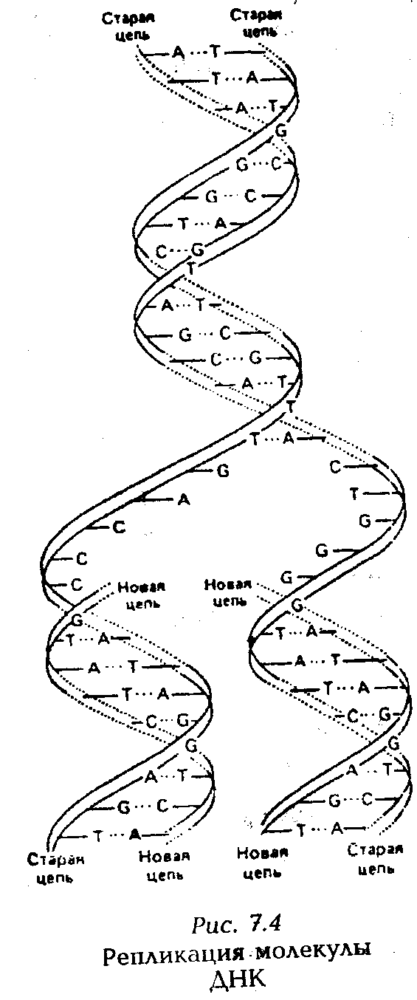 Старая цепь
Старая цепь
A T
T A
A T
G
G C
G C
T A
C G
T
A T
G C
C G
A T
T
T A
G C
A T
C G
C G
C G
Новая цепь
Новая цепь
G G
T A T A
A T A T
T A T A
C G C G
G G
A T A T
G C G C
T A T A
Старая цепь
Новая цепь
Новая цепь
Старая цепь
Рис. 7.4
Репликация молекулы
ДНК